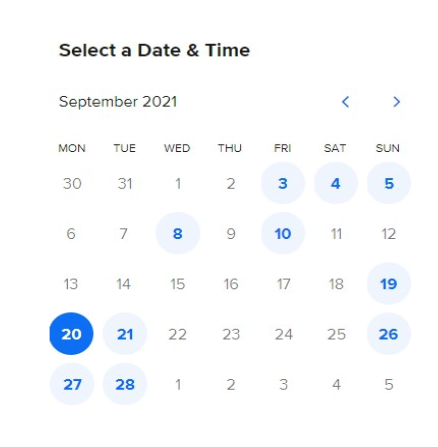 Select a Date & Time
September 2021
MON TUE WED THU FRI SAT SUN
30 31 1 2 3 4 5
6 7 8 9 10 11 12
13 14 15 16 17 18 19
20 21 22 23 24 25 26
27 28 1 2 3 4 5